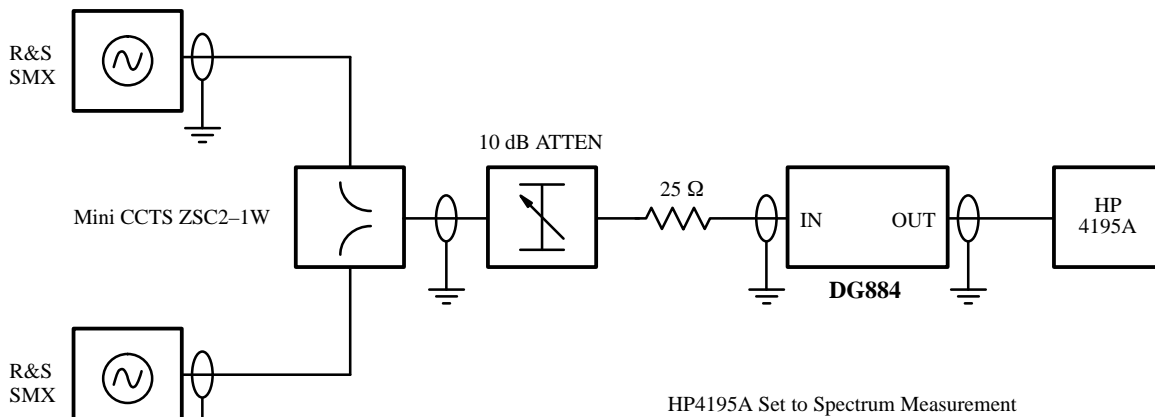 R&S
SMX
10 dB ATTEN
25 Ω
Mini CCTS ZSC2–1W
IN
OUT
HP
4195A
DG884
R&S
SMX
HP4195A Set to Spectrum Measurement